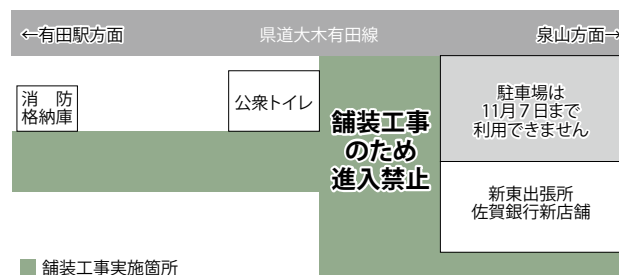 ←有田駅方面
県道大木有田線
泉山方面→
消　防
格納庫
公衆トイレ
舗装工事
のため
進入禁止
駐車場は
11月７日まで
利用できません
新東出張所
佐賀銀行新店舗
舗装工事実施箇所